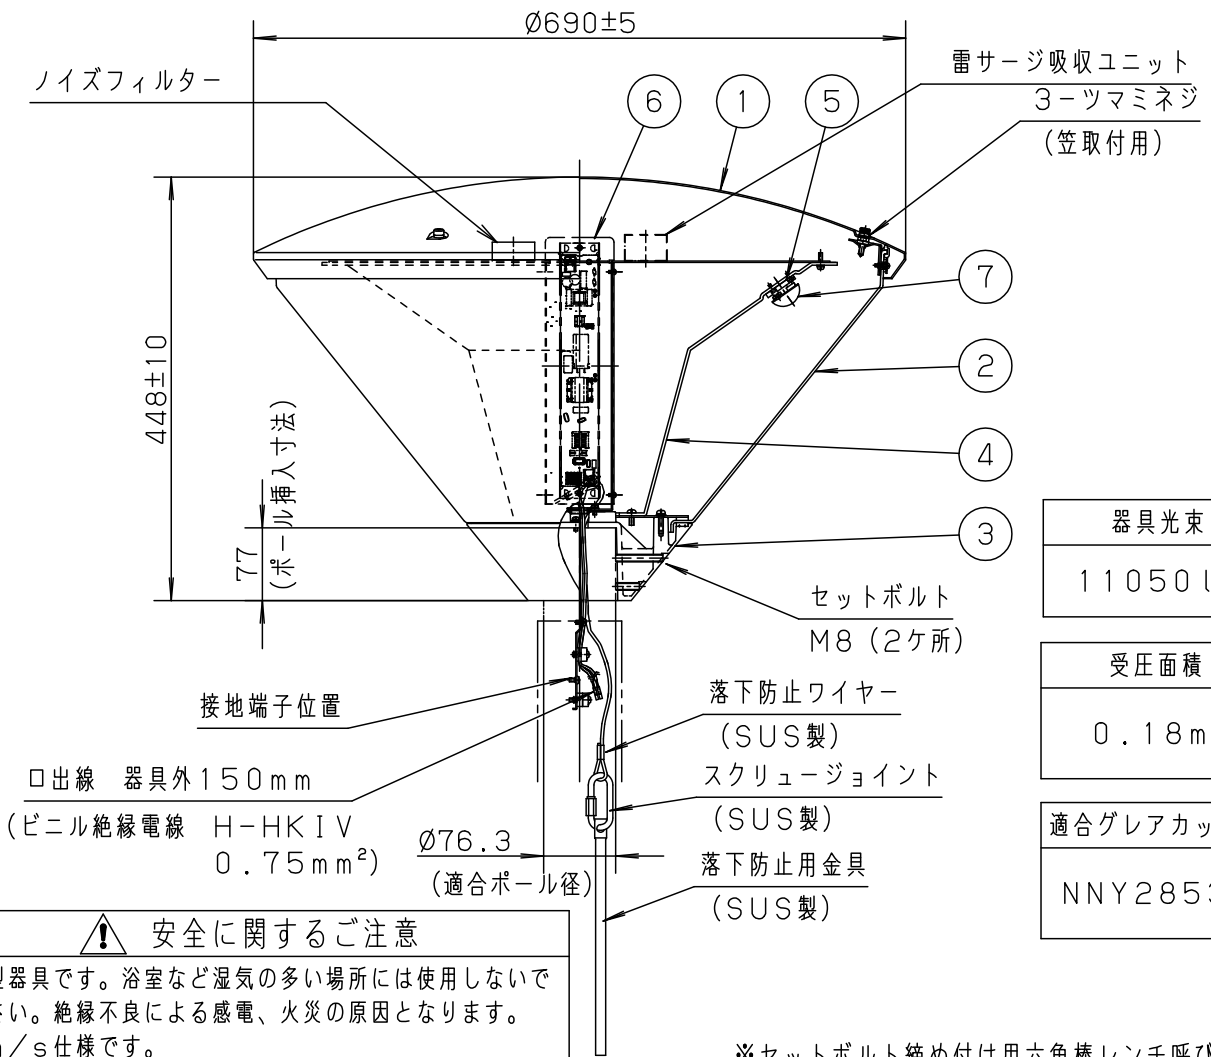 Ø690±5
ノイズフィルター
雷サージ吸収ユニット
3−ツマミネジ
(笠取付用)
⑥
①
⑤
⑦
②
④
③
448±10
77
(ポール挿入寸法)
セットボルト
M8 (2ケ所)
接地端子位置
口出線 器具外150mm
(ビニル絶縁電線 H−HKIV
0.75mm²)
落下防止ワイヤー
(SUS製)
スクリュージョイント
(SUS製)
Ø76.3
(適合ポール径)
落下防止用金具
(SUS製)
器具光束
11050l
受圧面積
0.18m
適合グレアカッ
NNY2853
安全に関するご注意
型器具です。浴室など湿気の多い場所には使用しないで
さい。絶縁不良による感電、火災の原因となります。
/s仕様です。
※セットボルト締め付け用六角棒レンチ呼び